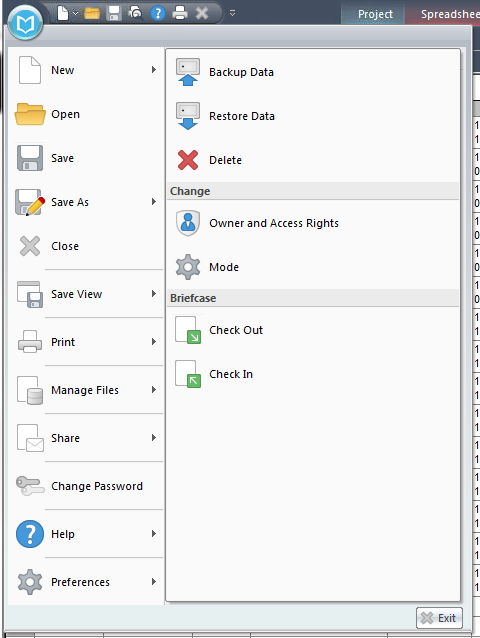 Project
Spreadshee
New
Open
Save
Save As
Close
Save View
Print
Manage Files
Share
Change Password
Help
Preferences
Backup Data
Restore Data
Delete
Change
Owner and Access Rights
Mode
Briefcase
Check Out
Check In
Exit